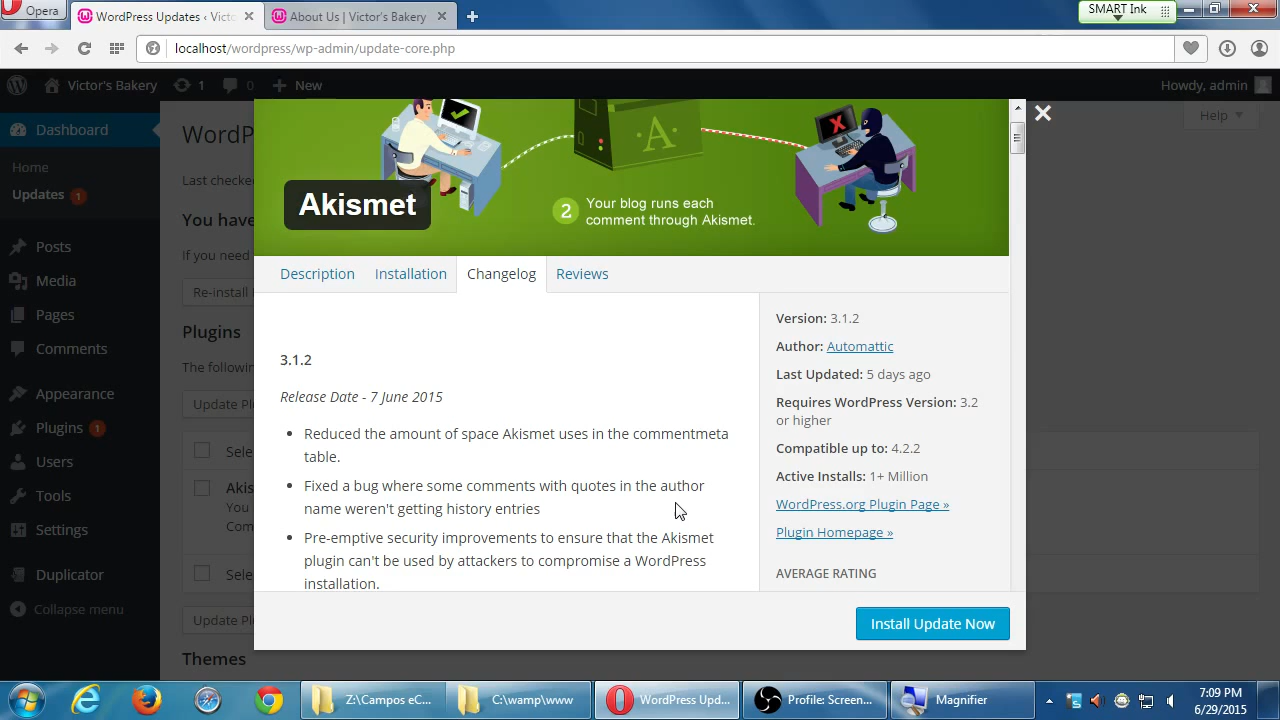 Opera
WordPress Updates ‹ Victo
About Us | Victor's Bakery
SMART Ink
localhost/wordpress/wp-admin/update-core.php
Victor's Bakery
1
0
New
Howdy, admin
Dashboard
Home
Updates 1
Posts
Media
Pages
Comments
Appearance
Plugins 1
Users
Tools
Settings
Duplicator
Collapse menu
WordP
Help
Last checke
You have
If you need
Re-install
Plugins
The followin
Update Plu
Sele
Akis
You
Com
Sele
Update Plu
Themes
A
Akismet
2
Your blog runs each
comment through Akismet.
Description
Installation
Changelog
Reviews
3.1.2
Release Date - 7 June 2015
Reduced the amount of space Akismet uses in the commentmeta
table.
Fixed a bug where some comments with quotes in the author
name weren't getting history entries
Pre-emptive security improvements to ensure that the Akismet
plugin can't be used by attackers to compromise a WordPress
installation.
Version: 3.1.2
Author: Automattic
Last Updated: 5 days ago
Requires WordPress Version: 3.2
or higher
Compatible up to: 4.2.2
Active Installs: 1+ Million
WordPress.org Plugin Page »
Plugin Homepage »
AVERAGE RATING
Install Update Now
Z:\Campos eC...
C:\wamp\www
WordPress Upd...
Profile: Screen...
Magnifier
7:09 PM
6/29/2015